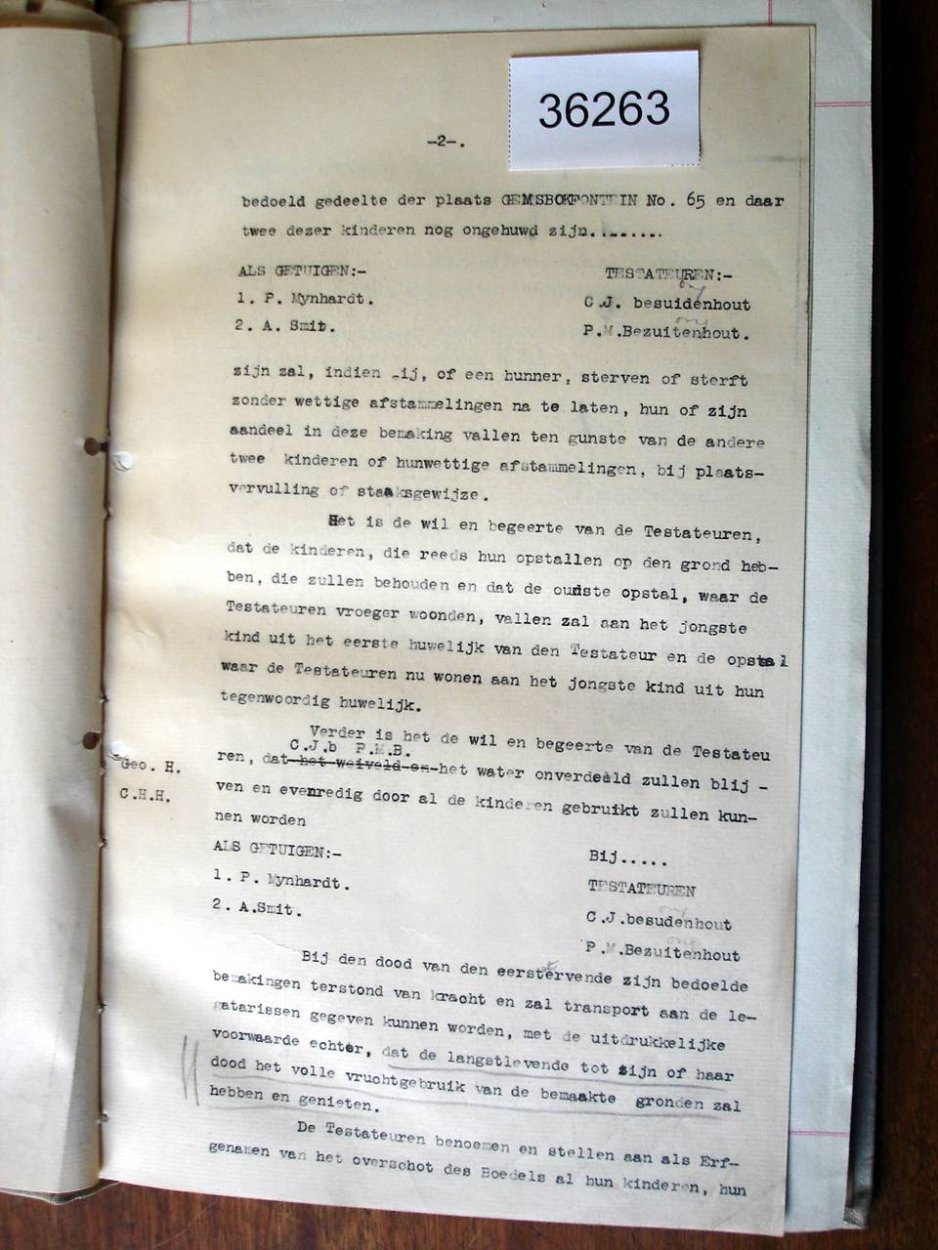 36263
-2-.
bedoeld gedeelte der plaats GEMSBOKFONTEIN No. 65 en daar
twee dezer kinderen nog ongehuwd zijn........
ALS GETUIGEN:- TESTATEUREN:-
1. P. Mynhardt. C.J. besuidenhout
2. A. Smit. P.M.Bezuitenhout.
zijn zal, indien zij, of een hunner, sterven of sterft
zonder wettige afstammelingen na te laten, hun of zijn
aandeel in deze bemaking vallen ten gunste van de andere
twee kinderen of hunwettige afstammelingen, bij plaats-
vervulling of staaksgewijze.
Het is de wil en begeerte van de Testateuren,
dat de kinderen, die reeds hun opstallen op den grond heb-
ben, die zullen behouden en dat de oudste opstal, waar de
Testateuren vroeger woonden, vallen zal aan het jongste
kind uit het eerste huwelijk van den Testateur en de opstal
waar de Testateuren nu wonen aan het jongste kind uit hun
tegenwoordig huwelijk.
Verder is het de wil en begeerte van de Testateu
C.J.b P.M.B.
ren, dat het weiveld en het water onverdeeld zullen blij -
Geo. H.
ven en evenredig door al de kinderen gebruikt zullen kun-
C.H.H.
nen worden
ALS GETUIGEN:- Bij.....
1. P. Mynhardt. TESTATEUREN
2. A.Smit. C.J.besudenhout
P.M.Bezuitenhout
Bij den dood van den eerstervende zijn bedoelde
bemakingen terstond van kracht en zal transport aan de le-
gatarissen gegeven kunnen worden, met de uitdrukkelijke
voorwaarde echter, dat de langstlevende tot zijn of haar
dood het volle vruchtgebruik van de bemaakte gronden zal
hebben en genieten.
De Testateuren benoemen en stellen aan als Erf-
genamen van het overschot des Boedels al hun kinderen, hun